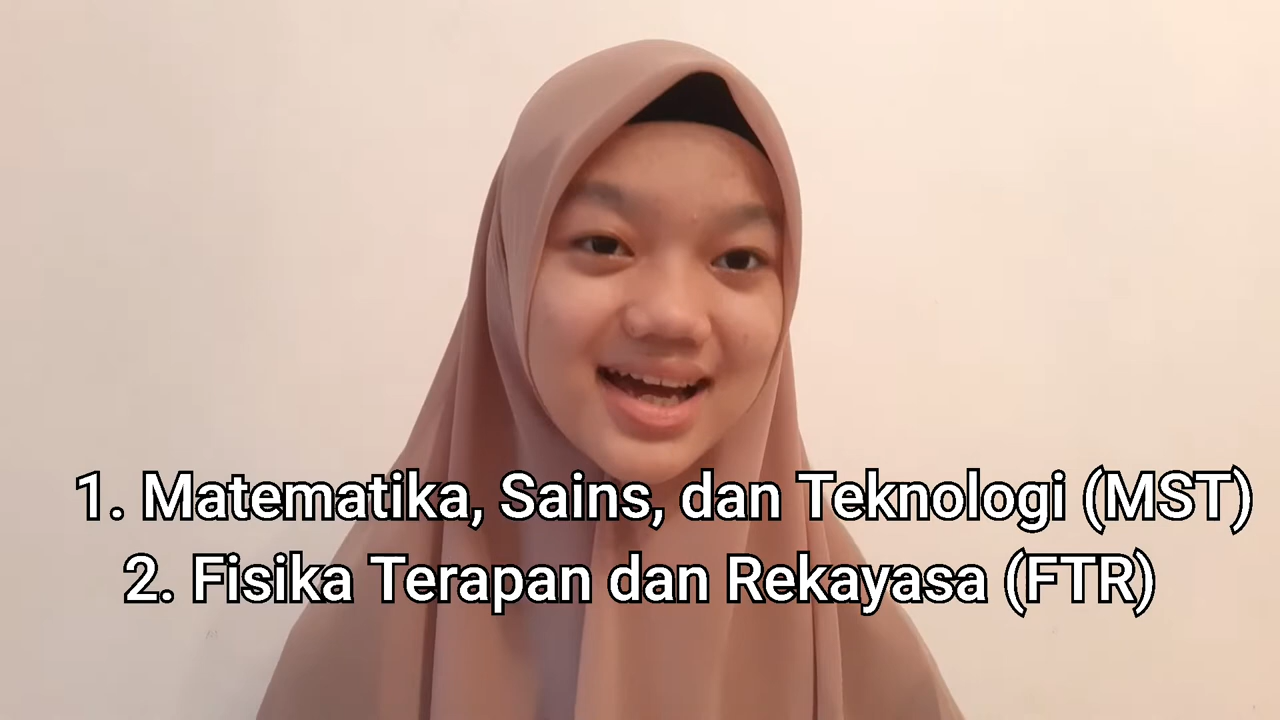 1. Matematika, Sains, dan Teknologi (MST)
2. Fisika Terapan dan Rekayasa (FTR)